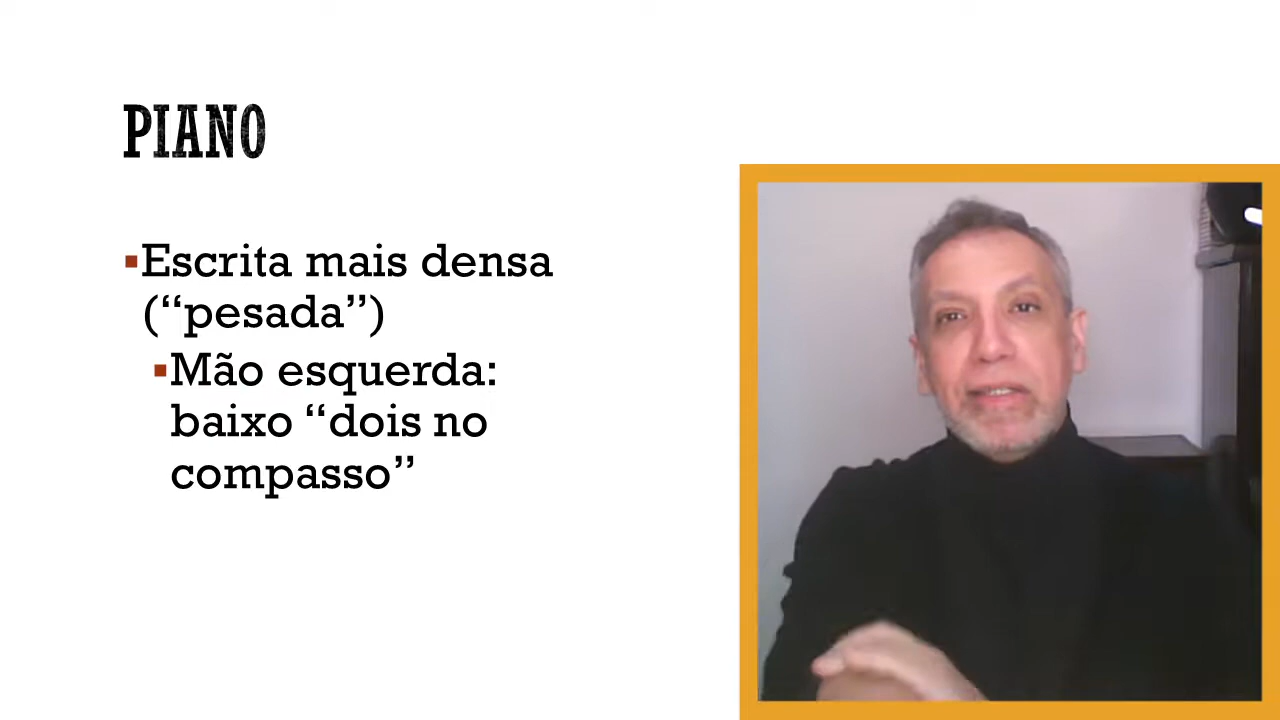 PIANO
▪Escrita mais densa
(“pesada”)
▪Mão esquerda:
baixo “dois no
compasso”